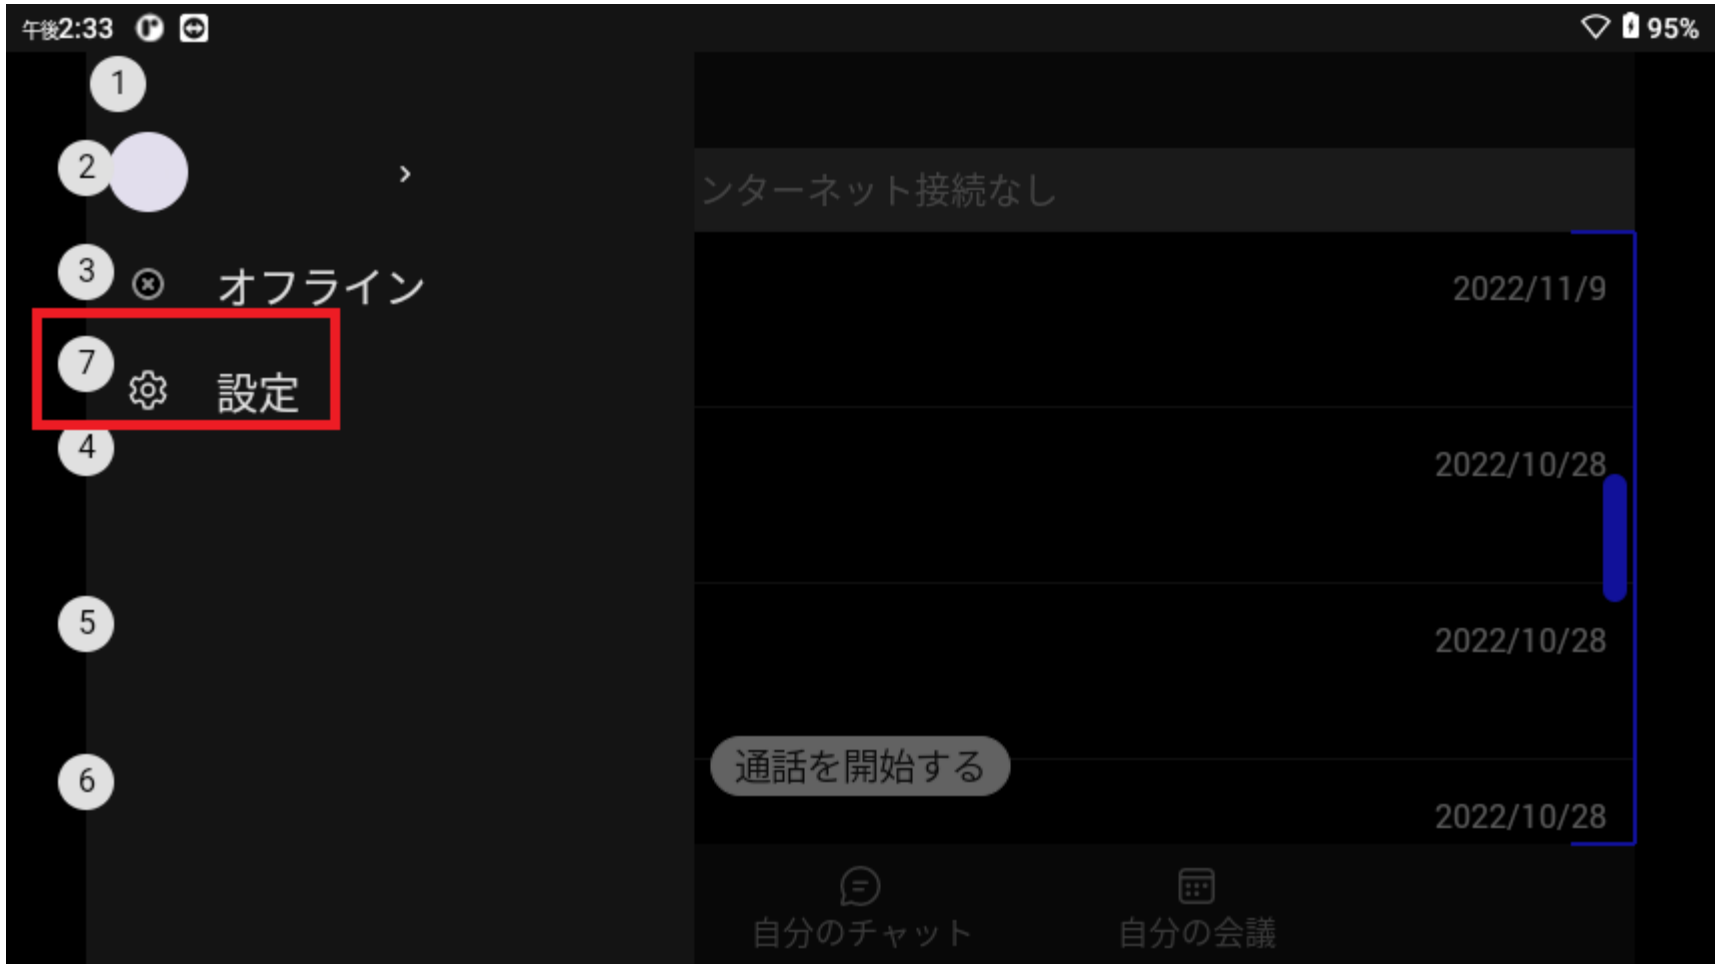 午後2:33
95%
1
2
›
ンターネット接続なし
3
オフライン
2022/11/9
7
設定
4
2022/10/28
5
2022/10/28
6
通話を開始する
2022/10/28
自分のチャット
自分の会議